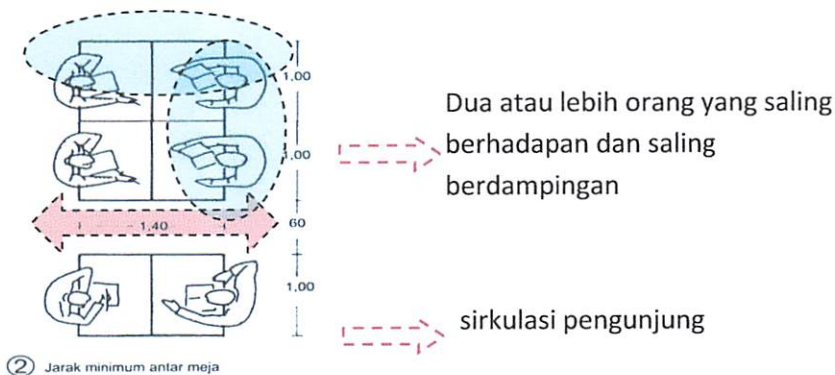 1,00
Dua atau lebih orang yang saling
1,00
berhadapan dan saling
berdampingan
1,40
60
1,00
sirkulasi pengunjung
2 Jarak minimum antar meja